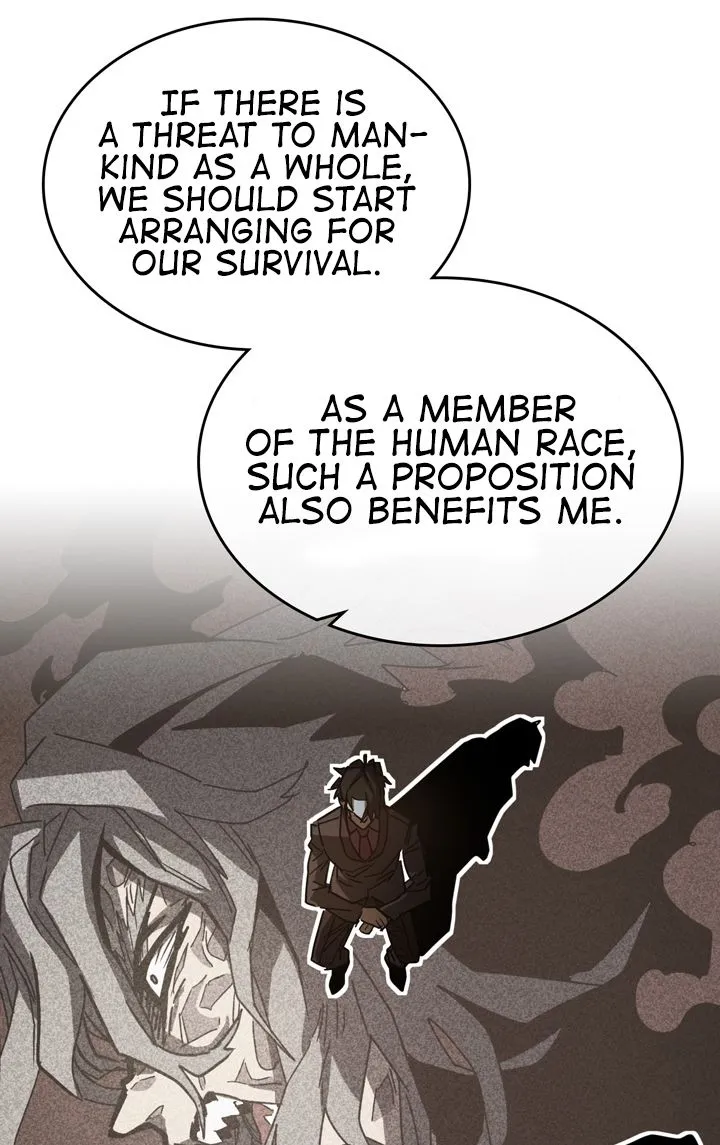 IF THERE IS
A THREAT TO MAN-
KIND AS A WHOLE,
WE SHOULD START
ARRANGING FOR
OUR SURVIVAL.
AS A MEMBER
OF THE HUMAN RACE,
SUCH A PROPOSITION
ALSO BENEFITS ME.